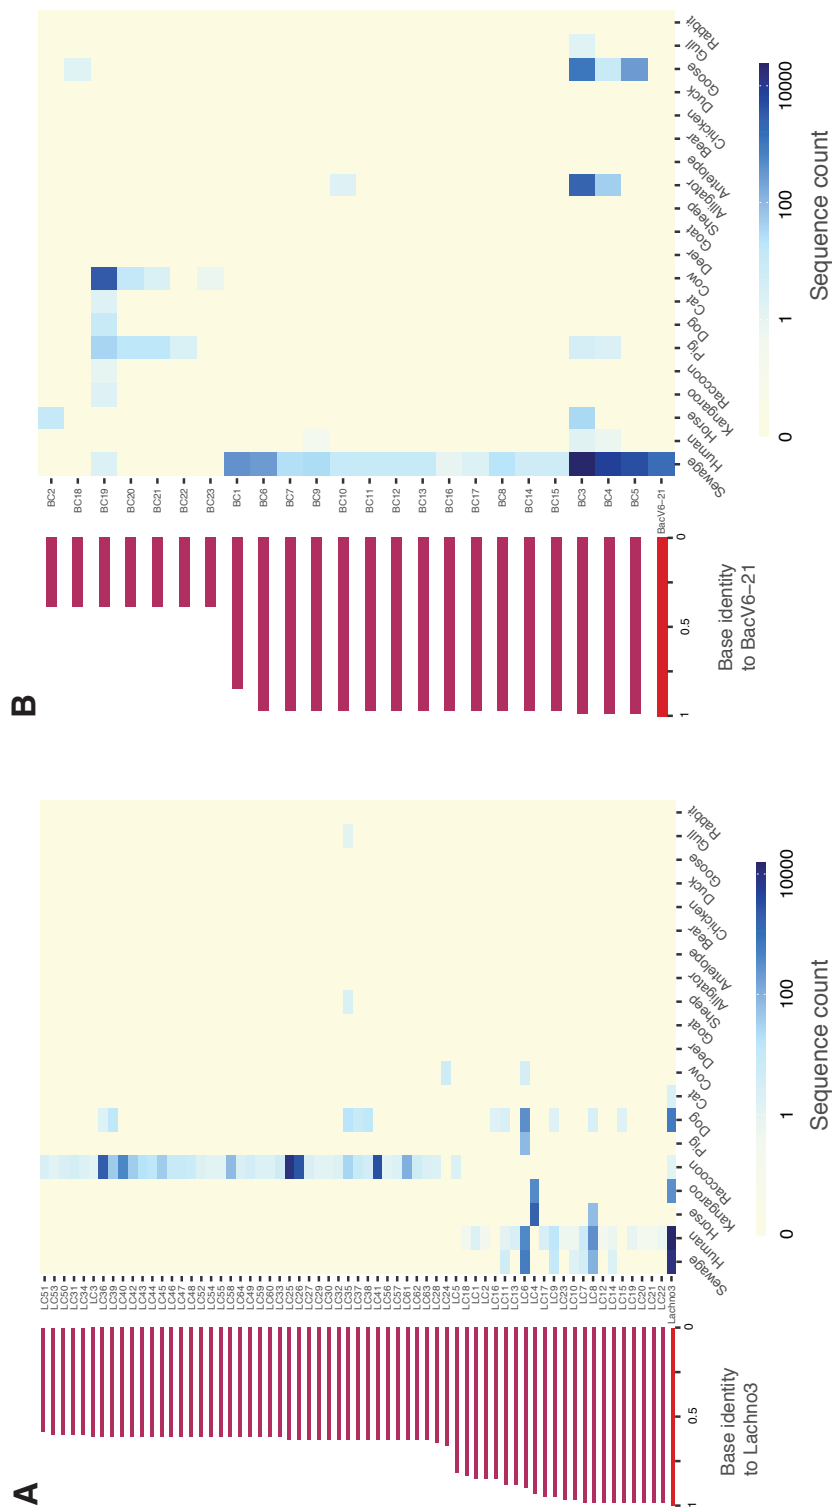 A
LC51
LC53
LC50
LC31
LC34
LC3
LC36
LC39
LC40
LC42
LC43
LC44
LC45
LC46
LC47
LC48
LC52
LC54
LC55
LC58
LC64
LC49
LC59
LC60
LC33
LC25
LC26
LC27
LC29
LC30
LC32
LC35
LC37
LC38
LC41
LC56
LC57
LC61
LC62
LC63
LC28
LC24
LC5
LC18
LC1
LC2
LC16
LC11
LC13
LC6
LC4
LC17
LC9
LC23
LC10
LC7
LC8
LC12
LC14
LC15
LC19
LC20
LC21
LC22
Lachno3
1
0.5
0
Base identity
to Lachno3
Sewage
Human
Horse
Kangaroo
Raccoon
Pig
Dog
Cat
Cow
Deer
Goat
Sheep
Alligator
Antelope
Bear
Chicken
Duck
Goose
Gull
Rabbit
0
1
100
10000
Sequence count
B
BC2
BC18
BC19
BC20
BC21
BC22
BC23
BC1
BC6
BC7
BC9
BC10
BC11
BC12
BC13
BC16
BC17
BC8
BC14
BC15
BC3
BC4
BC5
BacV6−21
1
0.5
0
Base identity
to BacV6−21
Sewage
Human
Horse
Kangaroo
Raccoon
Pig
Dog
Cat
Cow
Deer
Goat
Sheep
Alligator
Antelope
Bear
Chicken
Duck
Goose
Gull
Rabbit
0
1
100
10000
Sequence count